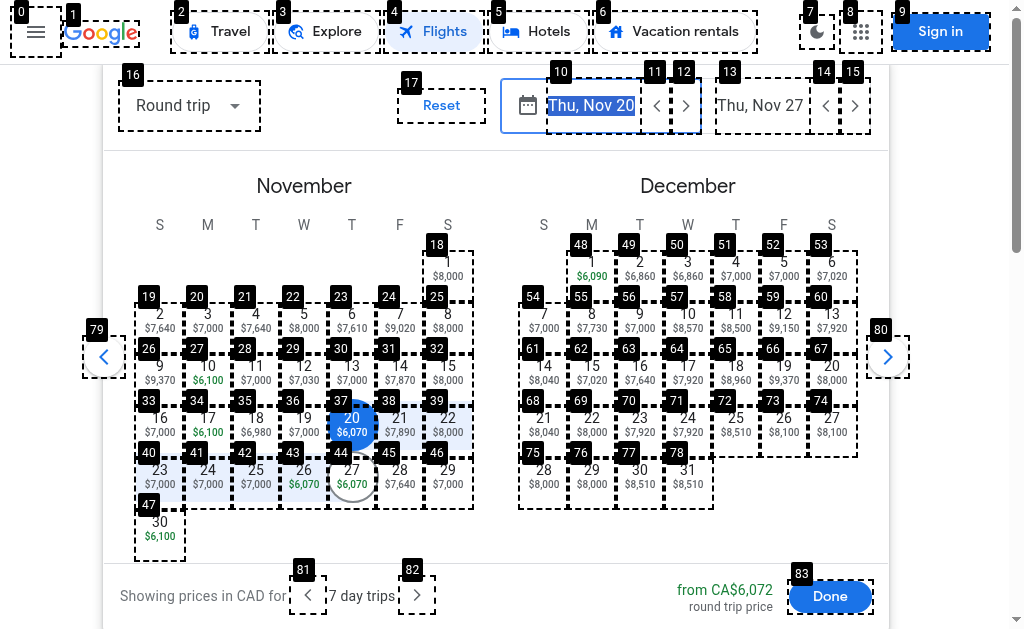 0 1 2 3 4 5 6 7 8 9
Google Travel Explore Flights Hotels Vacation rentals Sign in
16 17 10 11 12 13 14 15
Round trip Reset Thu, Nov 20 Thu, Nov 27
November December
S M T W T F S S M T W T F S
18 48 49 50 51 52 53
1 1 2 3 4 5 6
$8,000 $6,090 $6,860 $6,860 $7,000 $7,000 $7,020
19 20 21 22 23 24 25 54 55 56 57 58 59 60
2 3 4 5 6 7 8 7 8 9 10 11 12 13
$7,640 $7,000 $7,640 $8,000 $7,610 $9,020 $8,000 $7,000 $7,730 $7,000 $8,570 $8,500 $9,150 $7,920
79 80
26 27 28 29 30 31 32 61 62 63 64 65 66 67
9 10 11 12 13 14 15 14 15 16 17 18 19 20
$9,370 $6,100 $7,000 $7,030 $7,000 $7,870 $8,000 $8,040 $7,020 $7,640 $7,920 $8,960 $9,370 $8,000
33 34 35 36 37 38 39 68 69 70 71 72 73 74
16 17 18 19 20 21 22 21 22 23 24 25 26 27
$7,000 $6,100 $6,980 $7,000 $6,070 $7,890 $8,000 $8,040 $8,000 $7,920 $7,920 $8,510 $8,100 $8,100
40 41 42 43 44 45 46 75 76 77 78
23 24 25 26 27 28 29 28 29 30 31
$7,000 $7,000 $7,000 $6,070 $6,070 $7,640 $7,000 $8,000 $8,000 $8,510 $8,510
47
30
$6,100
81 82 83
Showing prices in CAD for 7 day trips from CA$6,072 Done
round trip price